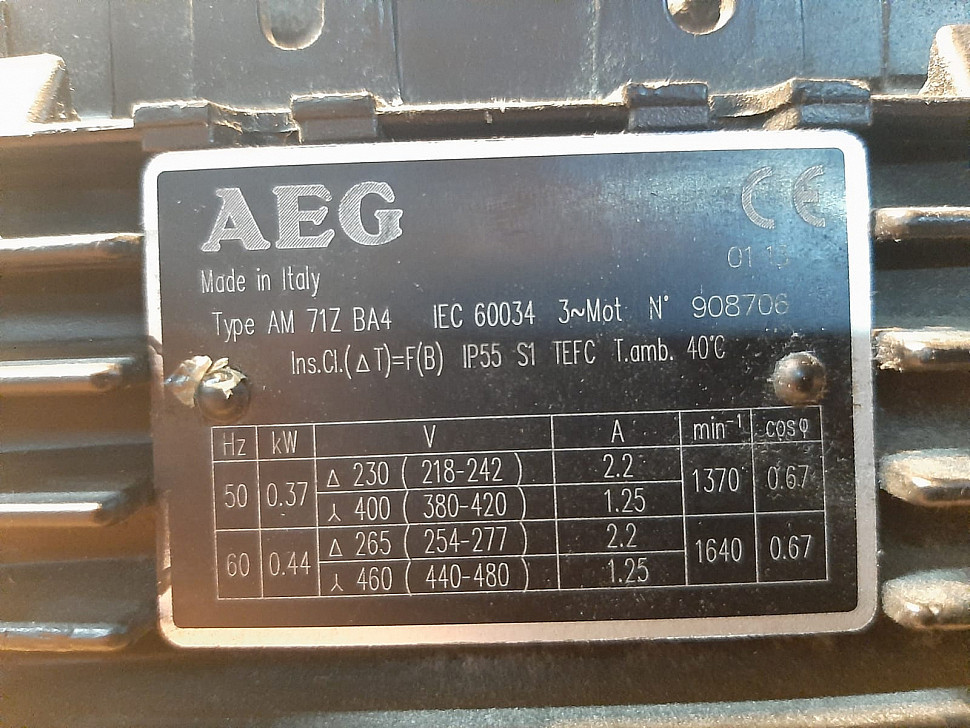 AEG CE
Made in Italy
Type AM 71Z BA4 IEC 60034 3~Mot N° 908706
Ins.Cl.(ΔT)=F(B) IP55 S1 TEFC T.amb. 40°C
Hz kW V A min⁻¹ cosφ
50 0.37 Δ 230 ( 218-242 ) 2.2 1370 0.67
⅄ 400 ( 380-420 ) 1.25
60 0.44 Δ 265 ( 254-277 ) 2.2 1640 0.67
⅄ 460 ( 440-480 ) 1.25